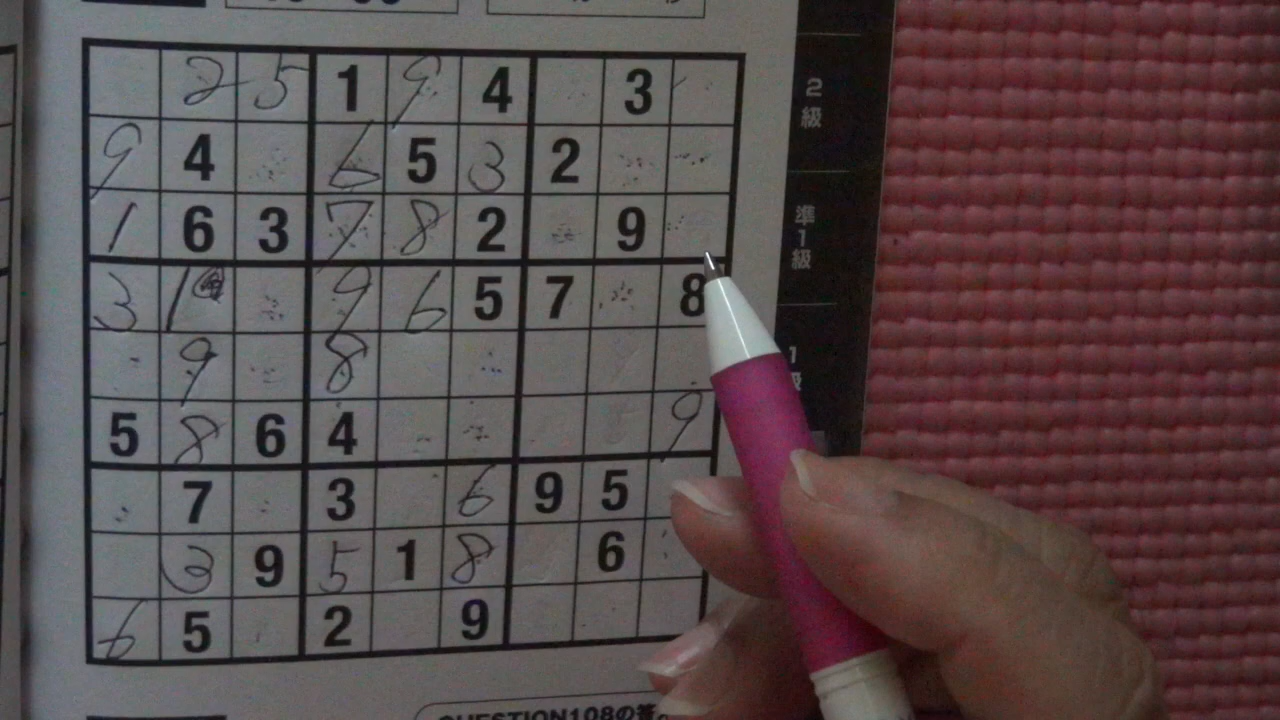 2 5 1 9 4 3
9 4 6 5 3 2
1 6 3 7 8 2 9
3 1 9 6 5 7 8
9 8
5 8 6 4 9
7 3 6 9 5
3 9 5 1 8 6
6 5 2 9
2級
準1級
1級
QUESTION108の答